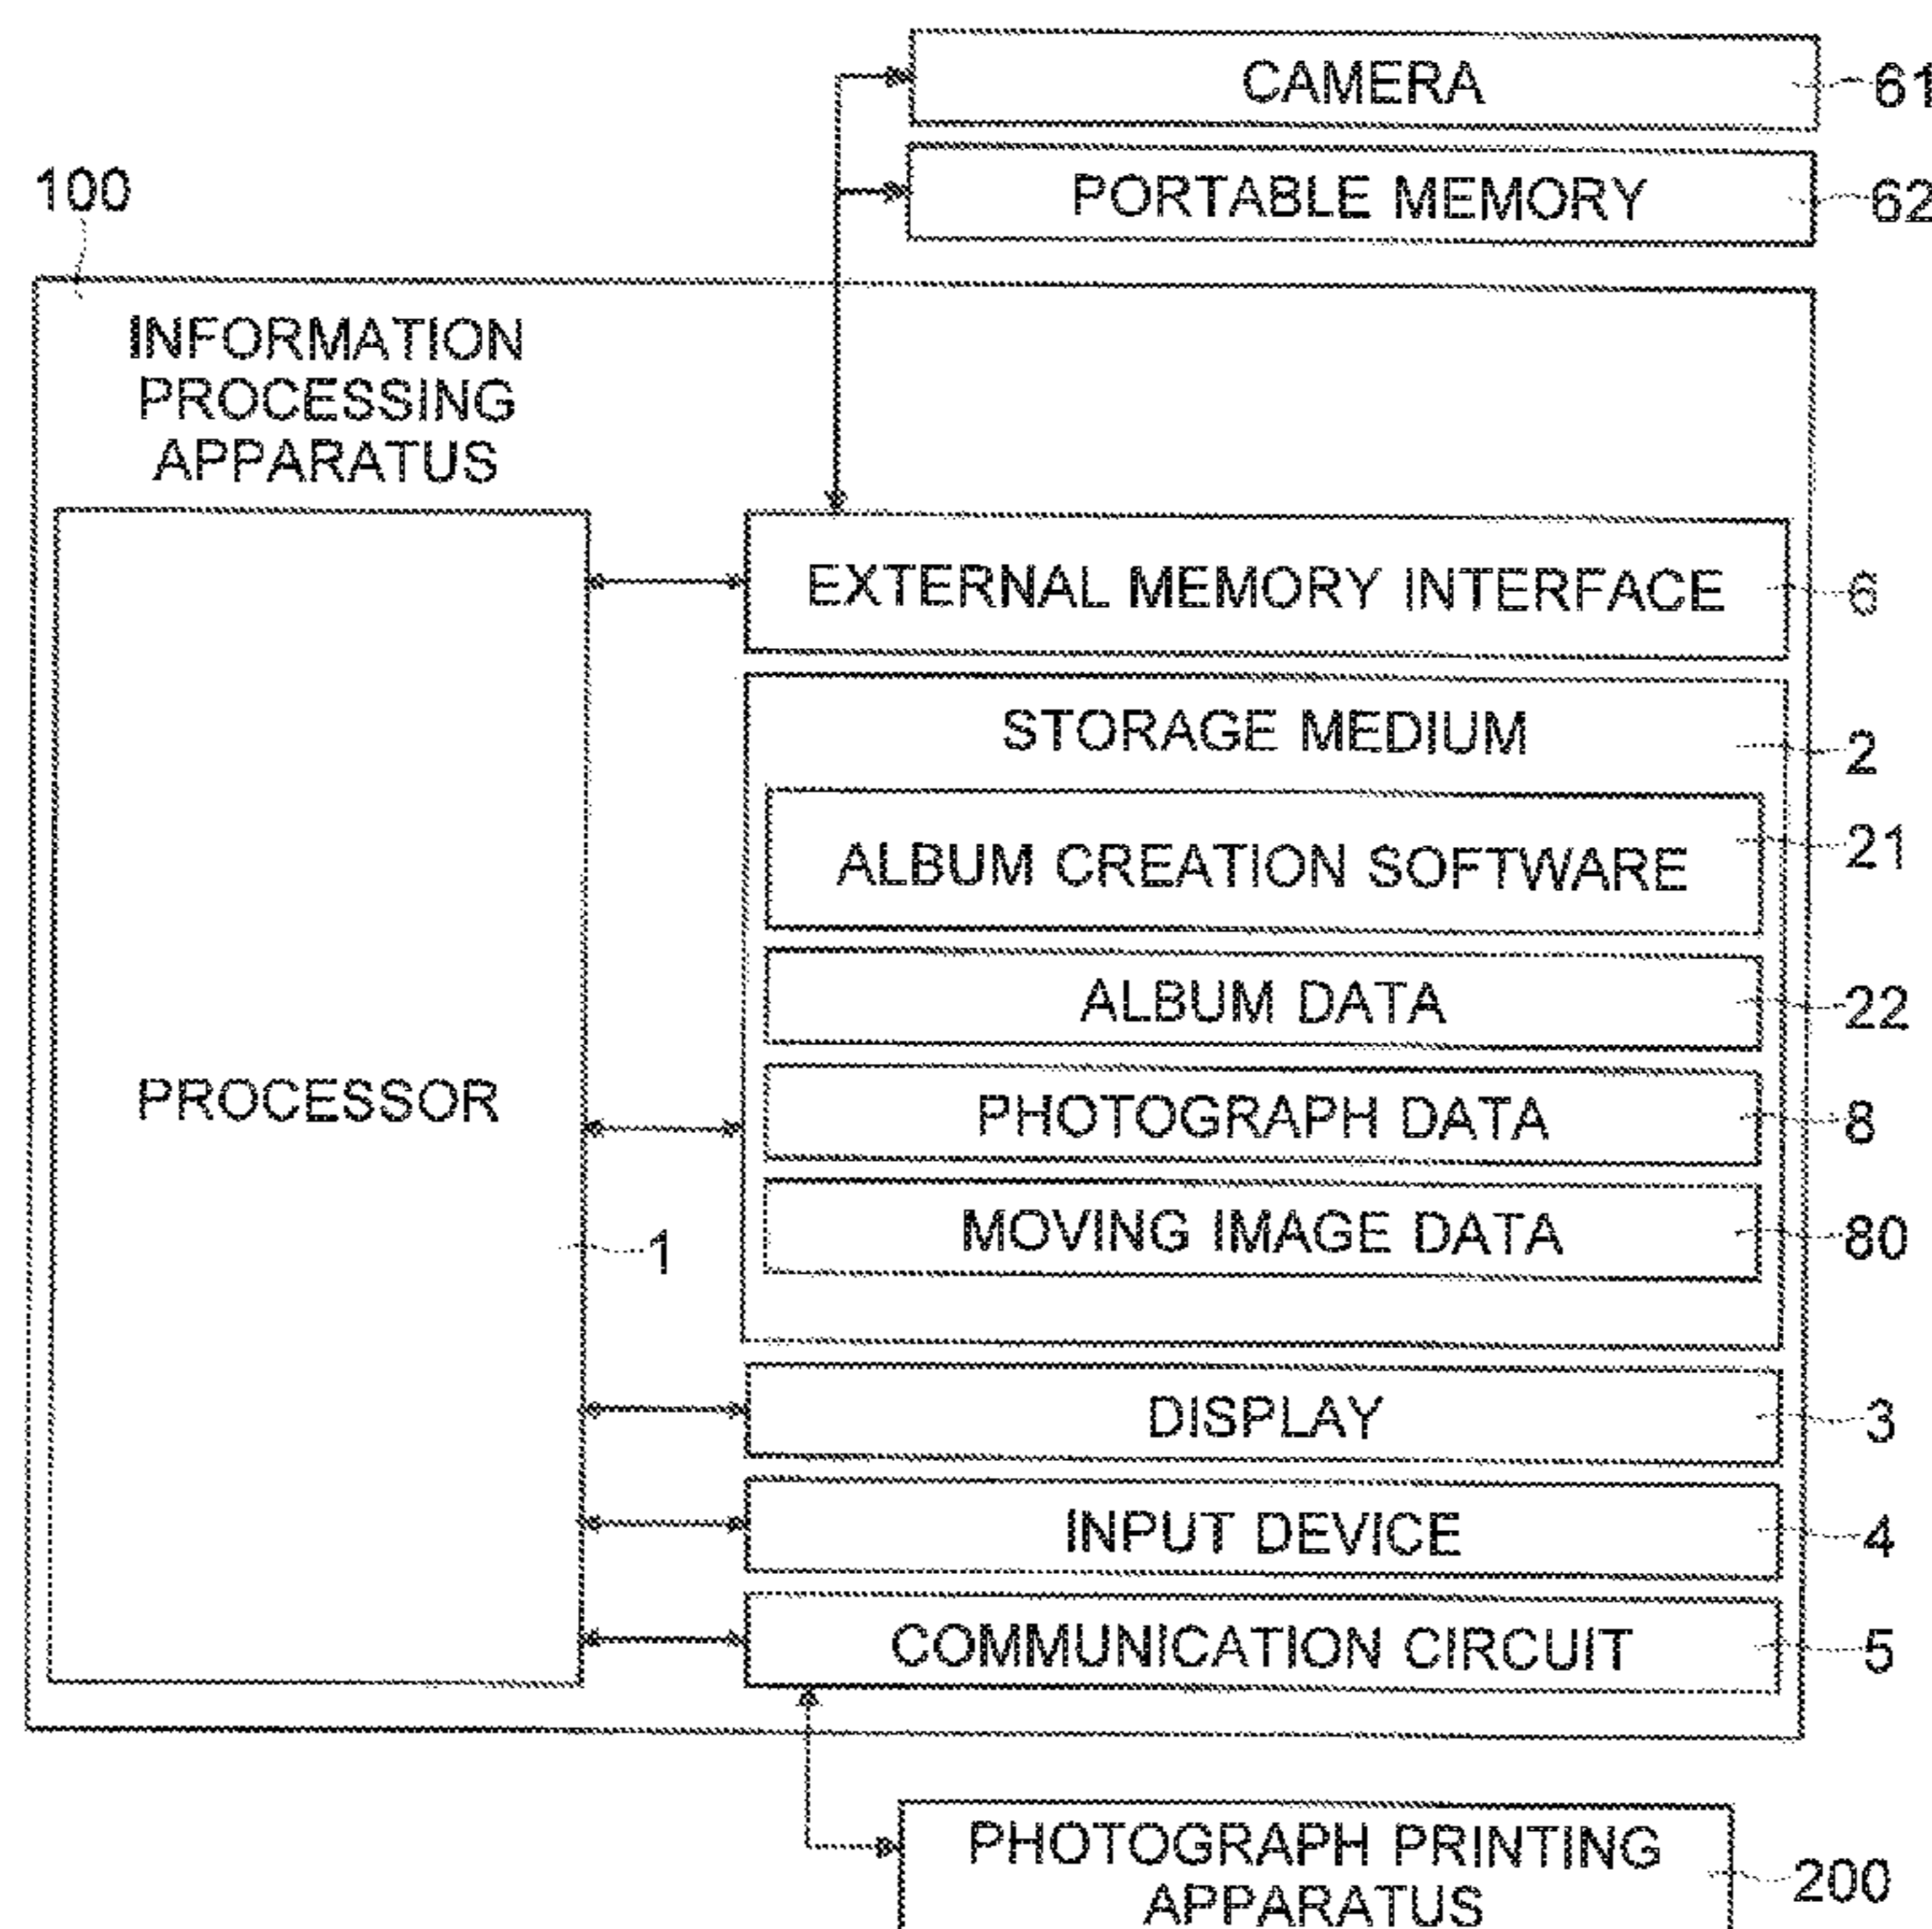 CAMERA 61
PORTABLE MEMORY 62
100
INFORMATION
PROCESSING
APPARATUS
EXTERNAL MEMORY INTERFACE 6
STORAGE MEDIUM 2
ALBUM CREATION SOFTWARE 21
ALBUM DATA 22
PROCESSOR
PHOTOGRAPH DATA 8
MOVING IMAGE DATA 80
1
DISPLAY 3
INPUT DEVICE 4
COMMUNICATION CIRCUIT 5
PHOTOGRAPH PRINTING
APPARATUS
200